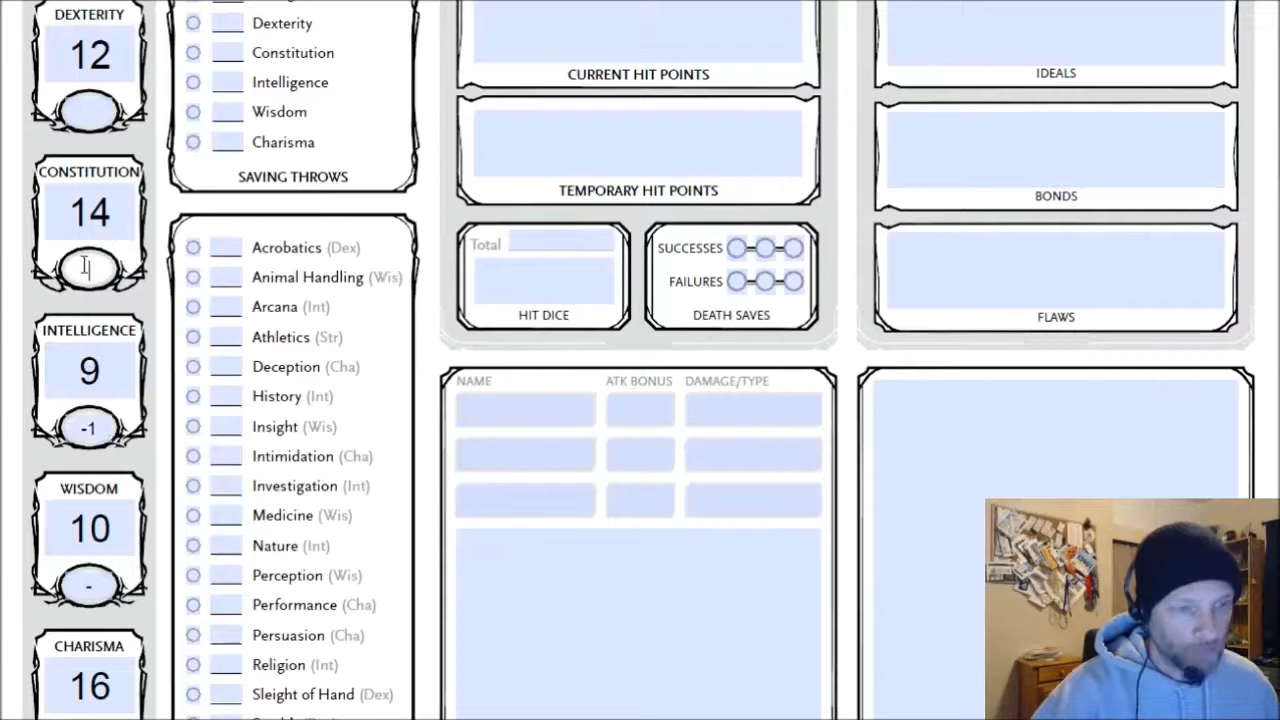 DEXTERITY
12
CONSTITUTION
14
INTELLIGENCE
9
-1
WISDOM
10
-
CHARISMA
16
Dexterity
Constitution
Intelligence
Wisdom
Charisma
SAVING THROWS
Acrobatics (Dex)
Animal Handling (Wis)
Arcana (Int)
Athletics (Str)
Deception (Cha)
History (Int)
Insight (Wis)
Intimidation (Cha)
Investigation (Int)
Medicine (Wis)
Nature (Int)
Perception (Wis)
Performance (Cha)
Persuasion (Cha)
Religion (Int)
Sleight of Hand (Dex)
CURRENT HIT POINTS
TEMPORARY HIT POINTS
Total
HIT DICE
SUCCESSES
FAILURES
DEATH SAVES
NAME ATK BONUS DAMAGE/TYPE
IDEALS
BONDS
FLAWS